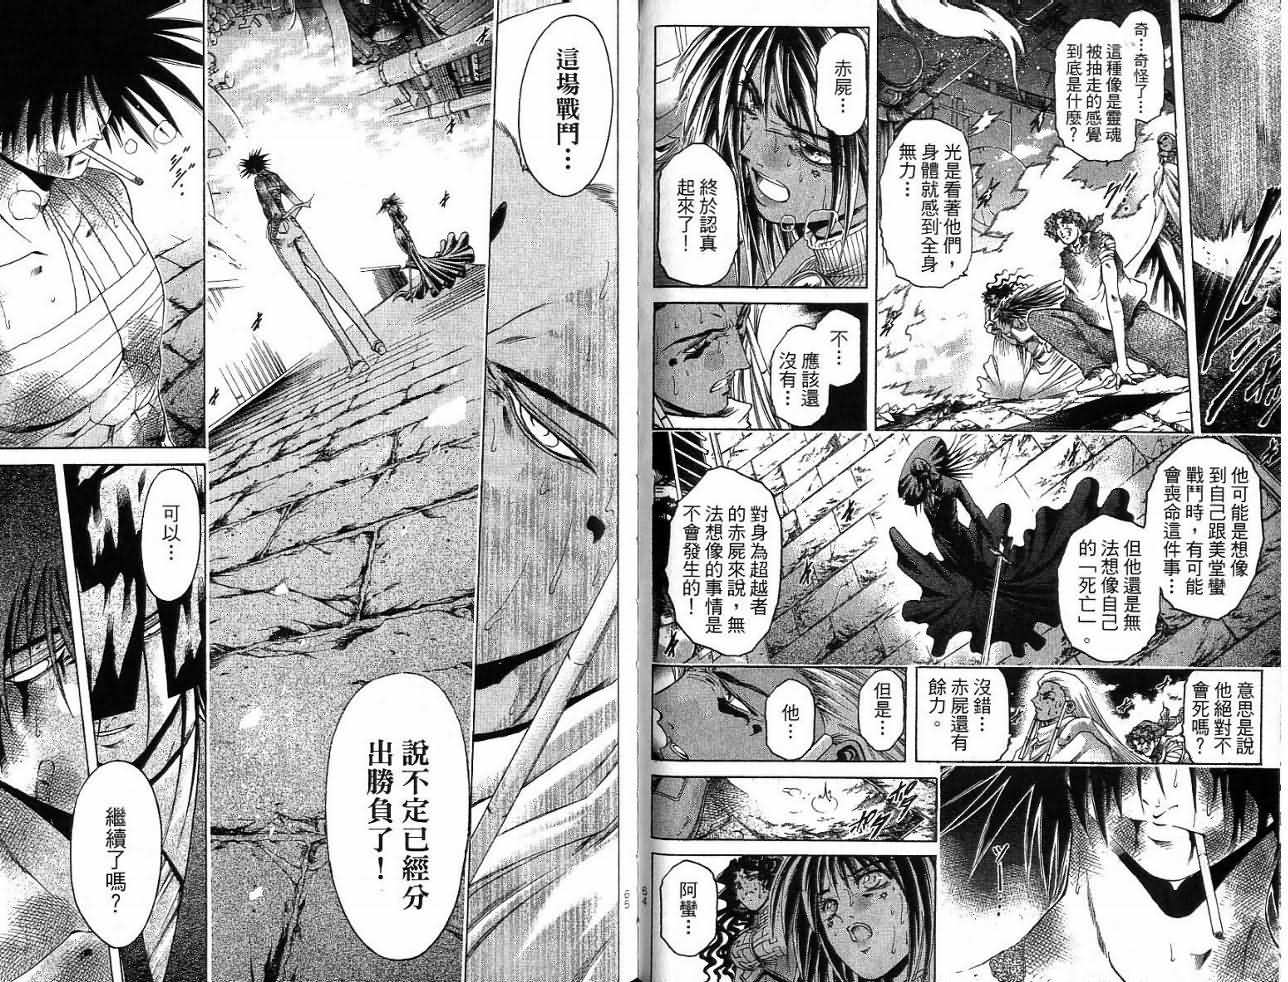 奇…奇怪了…
這種像是靈魂
被抽走的感覺
到底是什麼?
光是看著他們，
身體就感到全身
無力…
赤屍…
終於認真
起來了！
不…
應該還
沒有…
他可能是想像
到自己跟美堂蠻
戰鬥時，有可能
會喪命這件事…
但他還是無
法想像自己
的「死亡」。
對身為超越者
的赤屍來說，無
法想像的事情是
不會發生的！
意思是說
他絕對不
會死嗎？
沒錯…
赤屍還有
餘力。
但是…
他…
ポタ
ポタ
阿蠻…
64
這場戰鬥…
說不定已經分
出勝負了！
可以…
繼續了嗎？
65